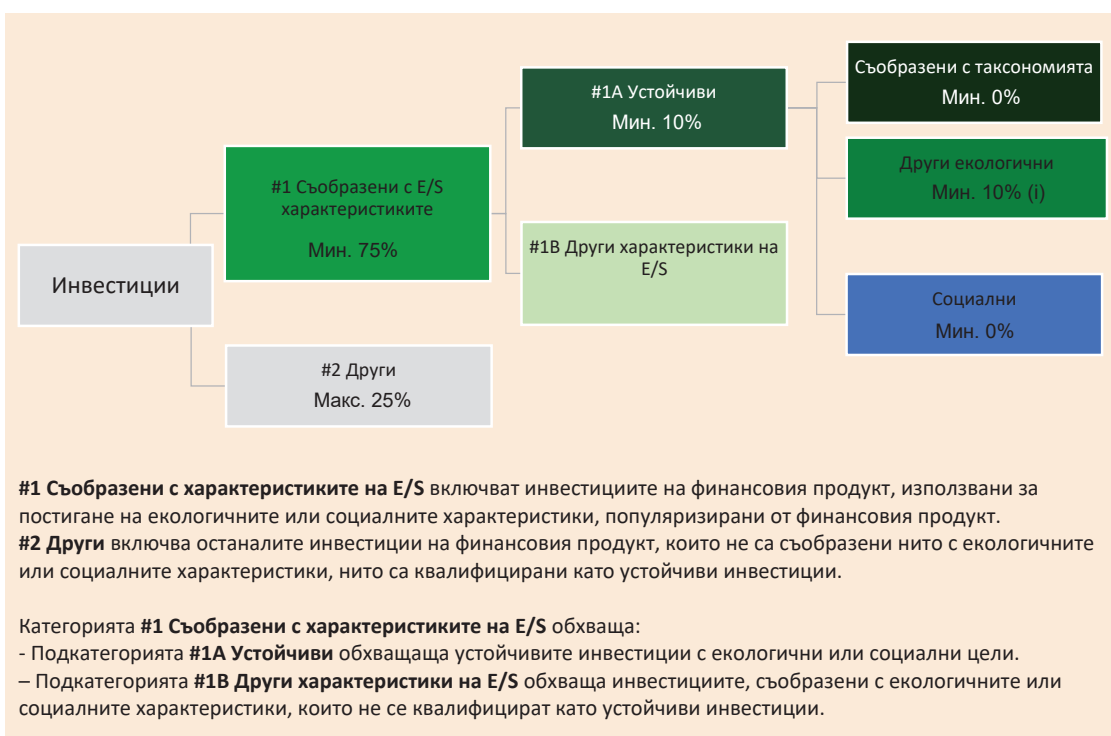 Инвестиции
#1 Съобразени с E/S
характеристиките
Мин. 75%
#2 Други
Макс. 25%
#1А Устойчиви
Мин. 10%
#1В Други характеристики на
E/S
Съобразени с таксономията
Мин. 0%
Други екологични
Мин. 10% (i)
Социални
Мин. 0%
#1 Съобразени с характеристиките на E/S включват инвестициите на финансовия продукт, използвани за
постигане на екологичните или социалните характеристики, популяризирани от финансовия продукт.
#2 Други включва останалите инвестиции на финансовия продукт, които не са съобразени нито с екологичните
или социалните характеристики, нито са квалифицирани като устойчиви инвестиции.
Категорията #1 Съобразени с характеристиките на E/S обхваща:
- Подкатегорията #1А Устойчиви обхващаща устойчивите инвестиции с екологични или социални цели.
– Подкатегорията #1В Други характеристики на E/S обхваща инвестициите, съобразени с екологичните или
социалните характеристики, които не се квалифицират като устойчиви инвестиции.